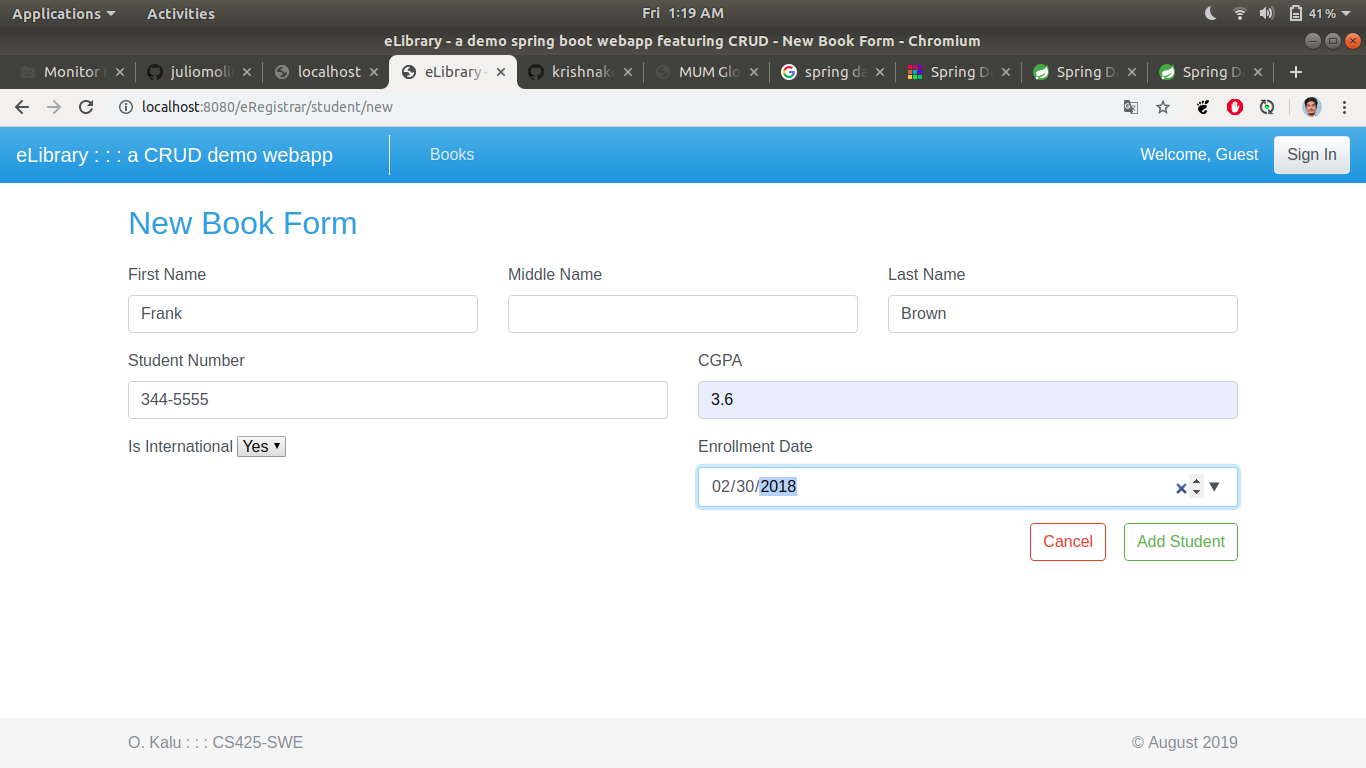 Applications Activities Fri 1:19 AM 41 %
eLibrary - a demo spring boot webapp featuring CRUD - New Book Form - Chromium
Monitor juliomoli localhost eLibrary - krishnak MUM Glo spring da Spring D Spring D Spring D
localhost:8080/eRegistrar/student/new
eLibrary : : : a CRUD demo webapp Books Welcome, Guest Sign In
New Book Form
First Name Middle Name Last Name
Frank Brown
Student Number CGPA
344-5555 3.6
Is International Yes Enrollment Date
02/30/2018
Cancel Add Student
O. Kalu : : : CS425-SWE © August 2019